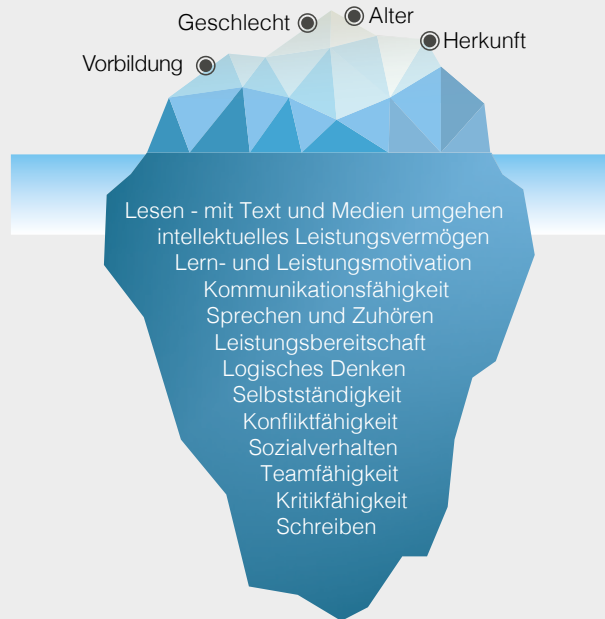 Geschlecht
Alter
Herkunft
Vorbildung
Lesen - mit Text und Medien umgehen
intellektuelles Leistungsvermögen
Lern- und Leistungsmotivation
Kommunikationsfähigkeit
Sprechen und Zuhören
Leistungsbereitschaft
Logisches Denken
Selbstständigkeit
Konfliktfähigkeit
Sozialverhalten
Teamfähigkeit
Kritikfähigkeit
Schreiben